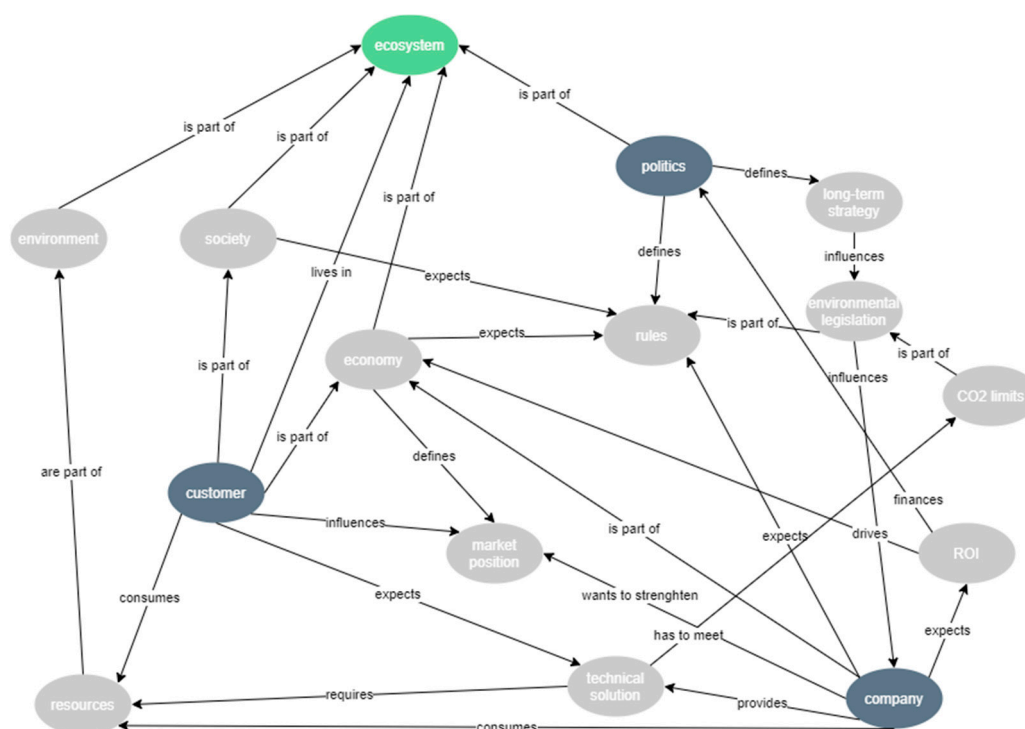 ecosystem
is part of
is part of
is part of
politics
defines
long-term
strategy
is part of
environment
society
defines
influences
lives in
expects
environmental
legislation
rules
is part of
expects
economy
is part of
is part of
influences
CO2 limits
is part of
defines
are part of
customer
finances
influences
is part of
expects
drives
market
position
ROI
consumes
expects
wants to strenghten
has to meet
expects
technical
solution
requires
resources
provides
company
consumes